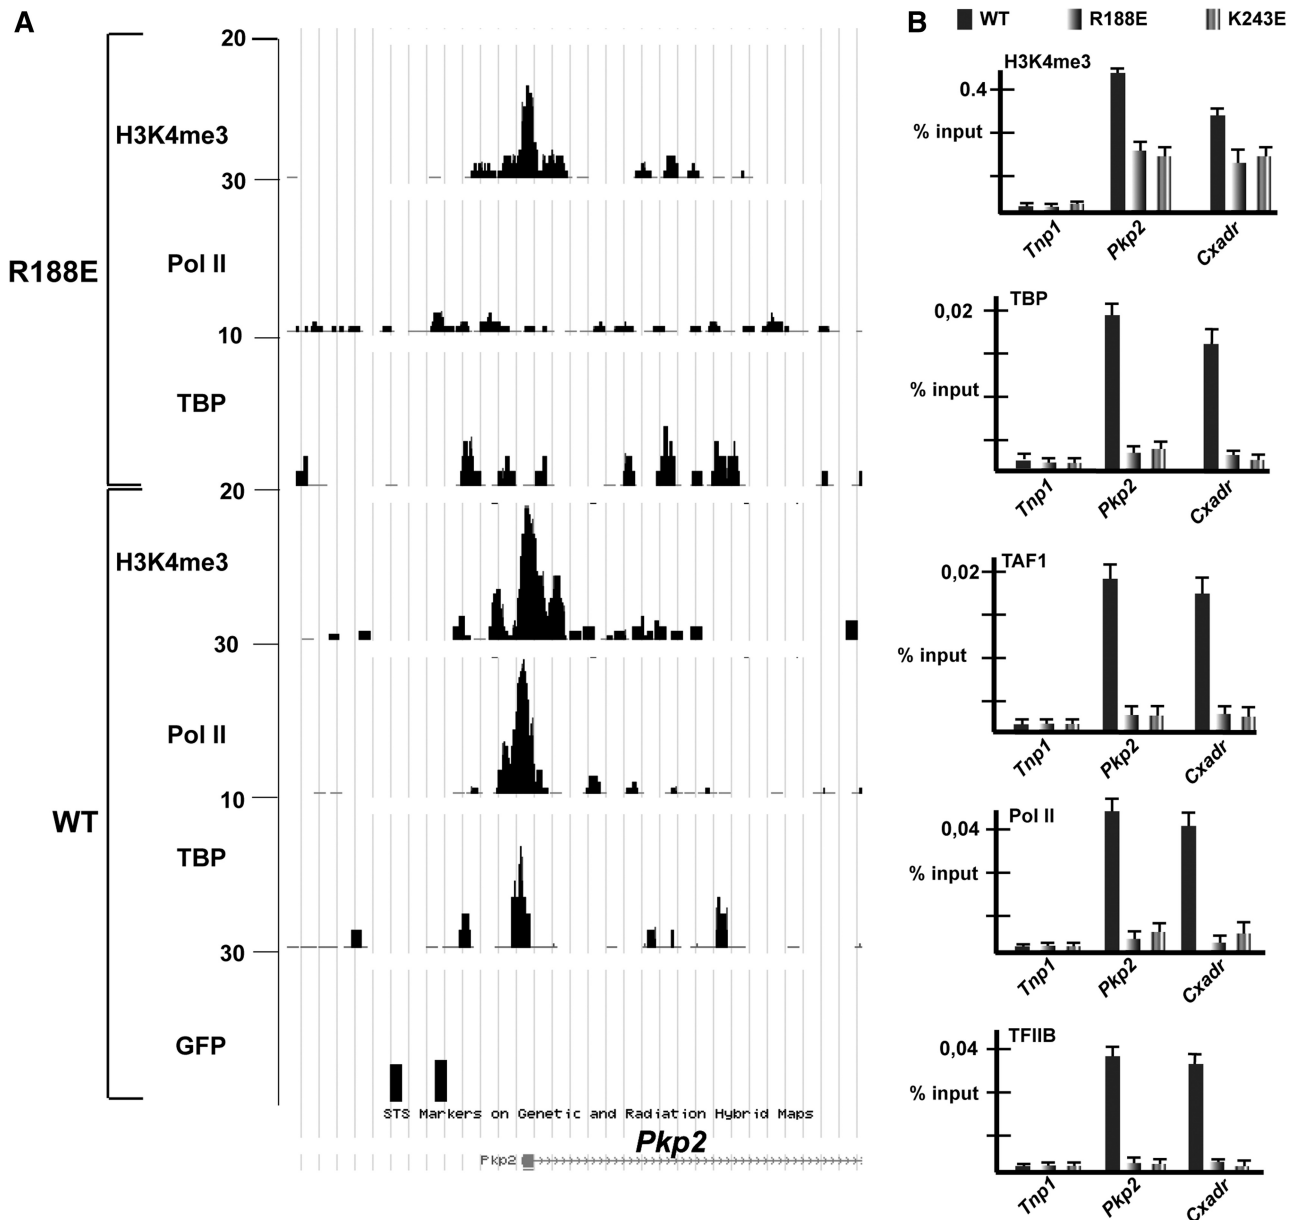 A
20
H3K4me3
30
R188E
Pol II
10
TBP
20
H3K4me3
30
Pol II
10
WT
TBP
30
GFP
STS Markers on Genetic and Radiation Hybrid Maps
Pkp2
Pkp2
B
WT R188E K243E
H3K4me3
0.4
% input
Tnp1 Pkp2 Cxadr
TBP
0,02
% input
Tnp1 Pkp2 Cxadr
TAF1
0,02
% input
Tnp1 Pkp2 Cxadr
Pol II
0,04
% input
Tnp1 Pkp2 Cxadr
TFIIB
0,04
% input
Tnp1 Pkp2 Cxadr